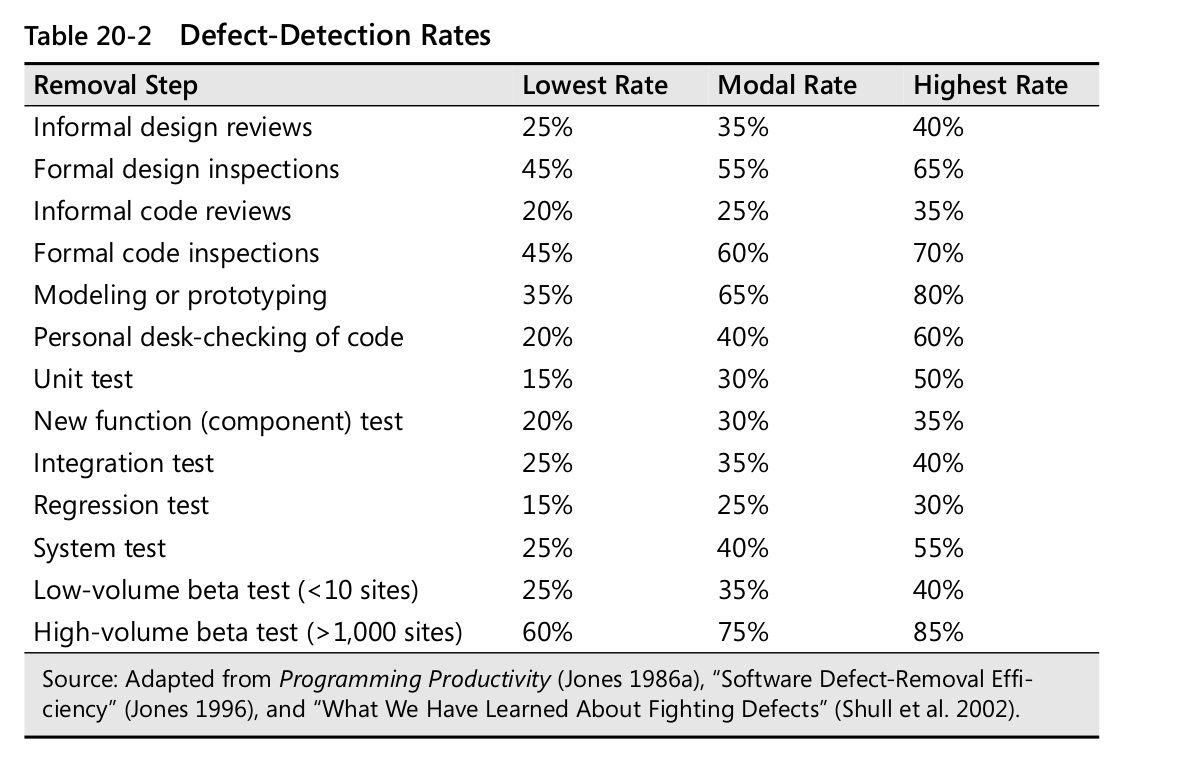 Table 20-2 Defect-Detection Rates
Removal Step Lowest Rate Modal Rate Highest Rate
Informal design reviews 25% 35% 40%
Formal design inspections 45% 55% 65%
Informal code reviews 20% 25% 35%
Formal code inspections 45% 60% 70%
Modeling or prototyping 35% 65% 80%
Personal desk-checking of code 20% 40% 60%
Unit test 15% 30% 50%
New function (component) test 20% 30% 35%
Integration test 25% 35% 40%
Regression test 15% 25% 30%
System test 25% 40% 55%
Low-volume beta test (<10 sites) 25% 35% 40%
High-volume beta test (>1,000 sites) 60% 75% 85%
Source: Adapted from Programming Productivity (Jones 1986a), “Software Defect-Removal Effi-
ciency” (Jones 1996), and “What We Have Learned About Fighting Defects” (Shull et al. 2002).